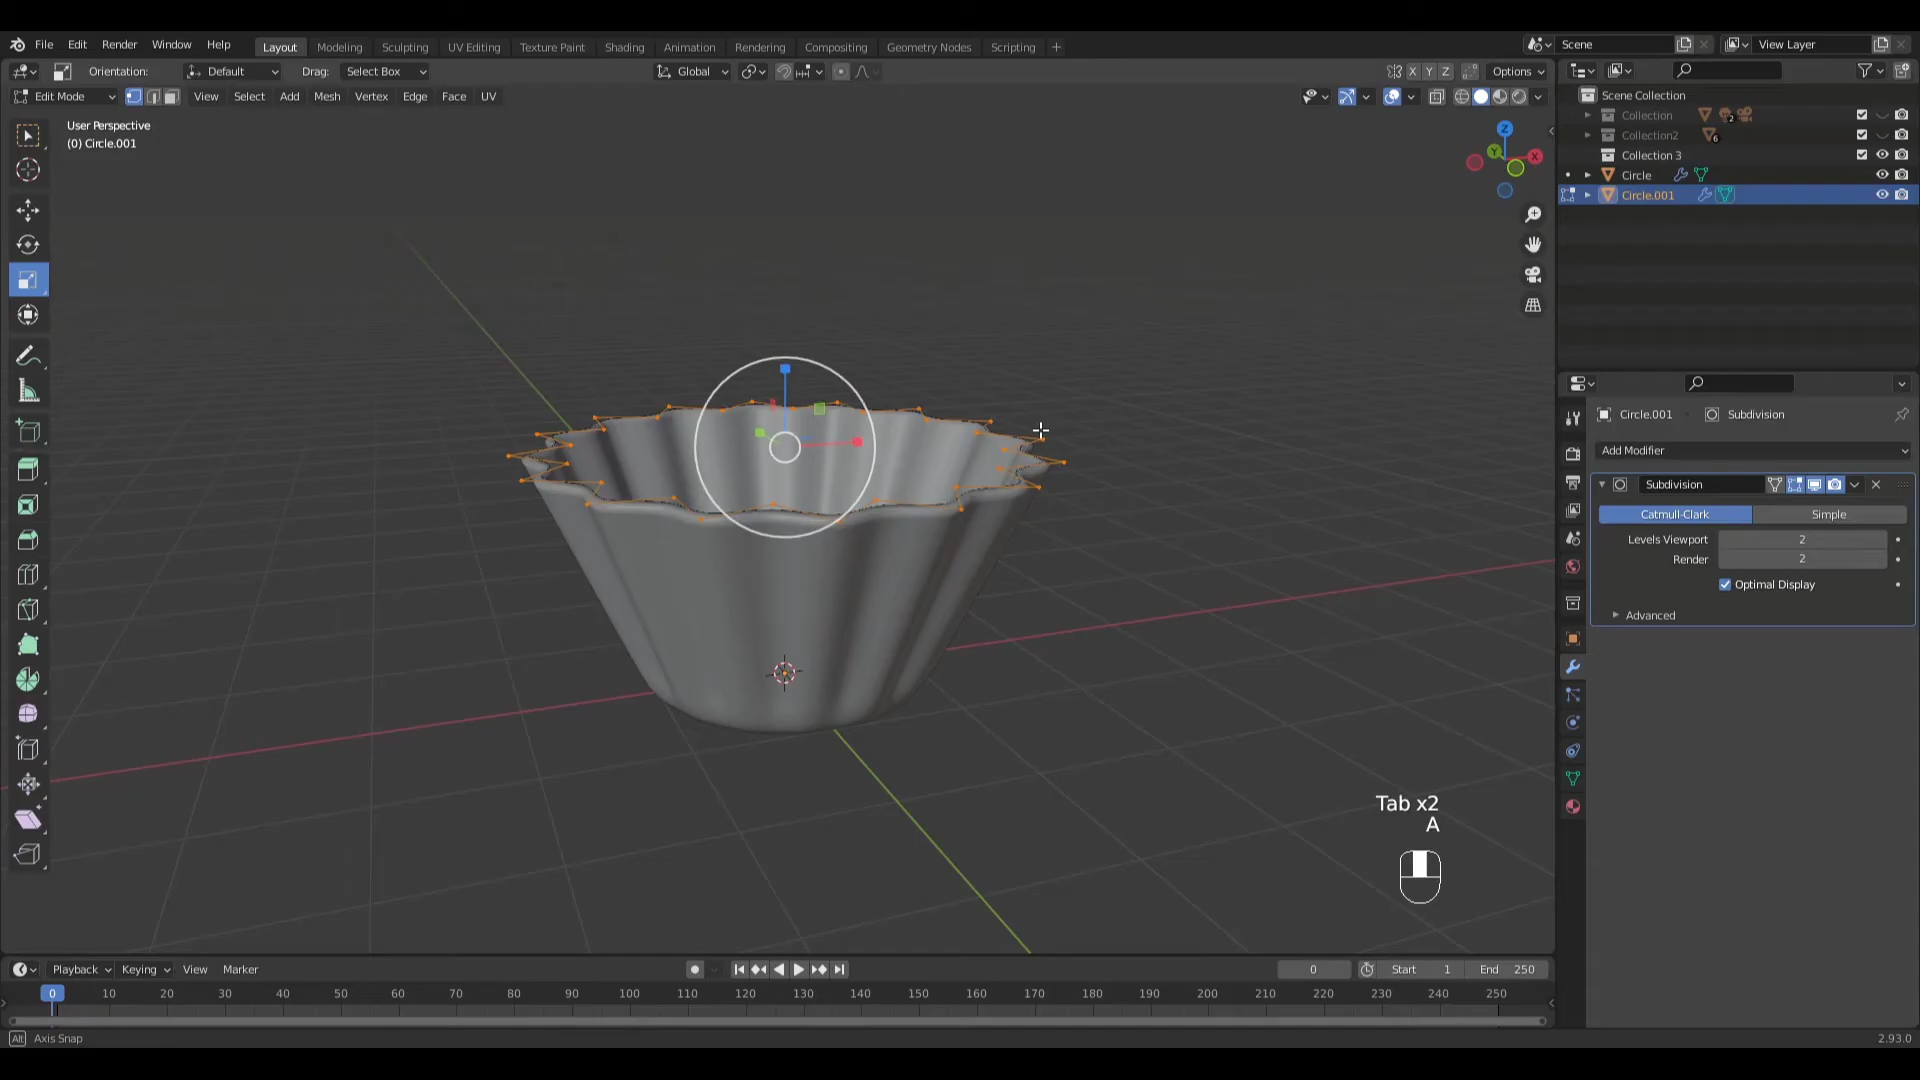 File Edit Render Window Help Layout Modeling Sculpting UV Editing Texture Paint Shading Animation Rendering Compositing Geometry Nodes Scripting + Scene View Layer
Orientation: Default Drag: Select Box Global X Y Z Options
Edit Mode View Select Add Mesh Vertex Edge Face UV
User Perspective
(0) Circle.001
Z
Y
X
Scene Collection
Collection 2
Collection2 6
Collection 3
Circle
Circle.001
Circle.001 Subdivision
Add Modifier
Subdivision
Catmull-Clark Simple
Levels Viewport 2
Render 2
Optimal Display
Advanced
Tab x2
A
Playback Keying View Marker 0 Start 1 End 250
0 10 20 30 40 50 60 70 80 90 100 110 120 130 140 150 160 170 180 190 200 210 220 230 240 250
Alt Axis Snap 2.93.0